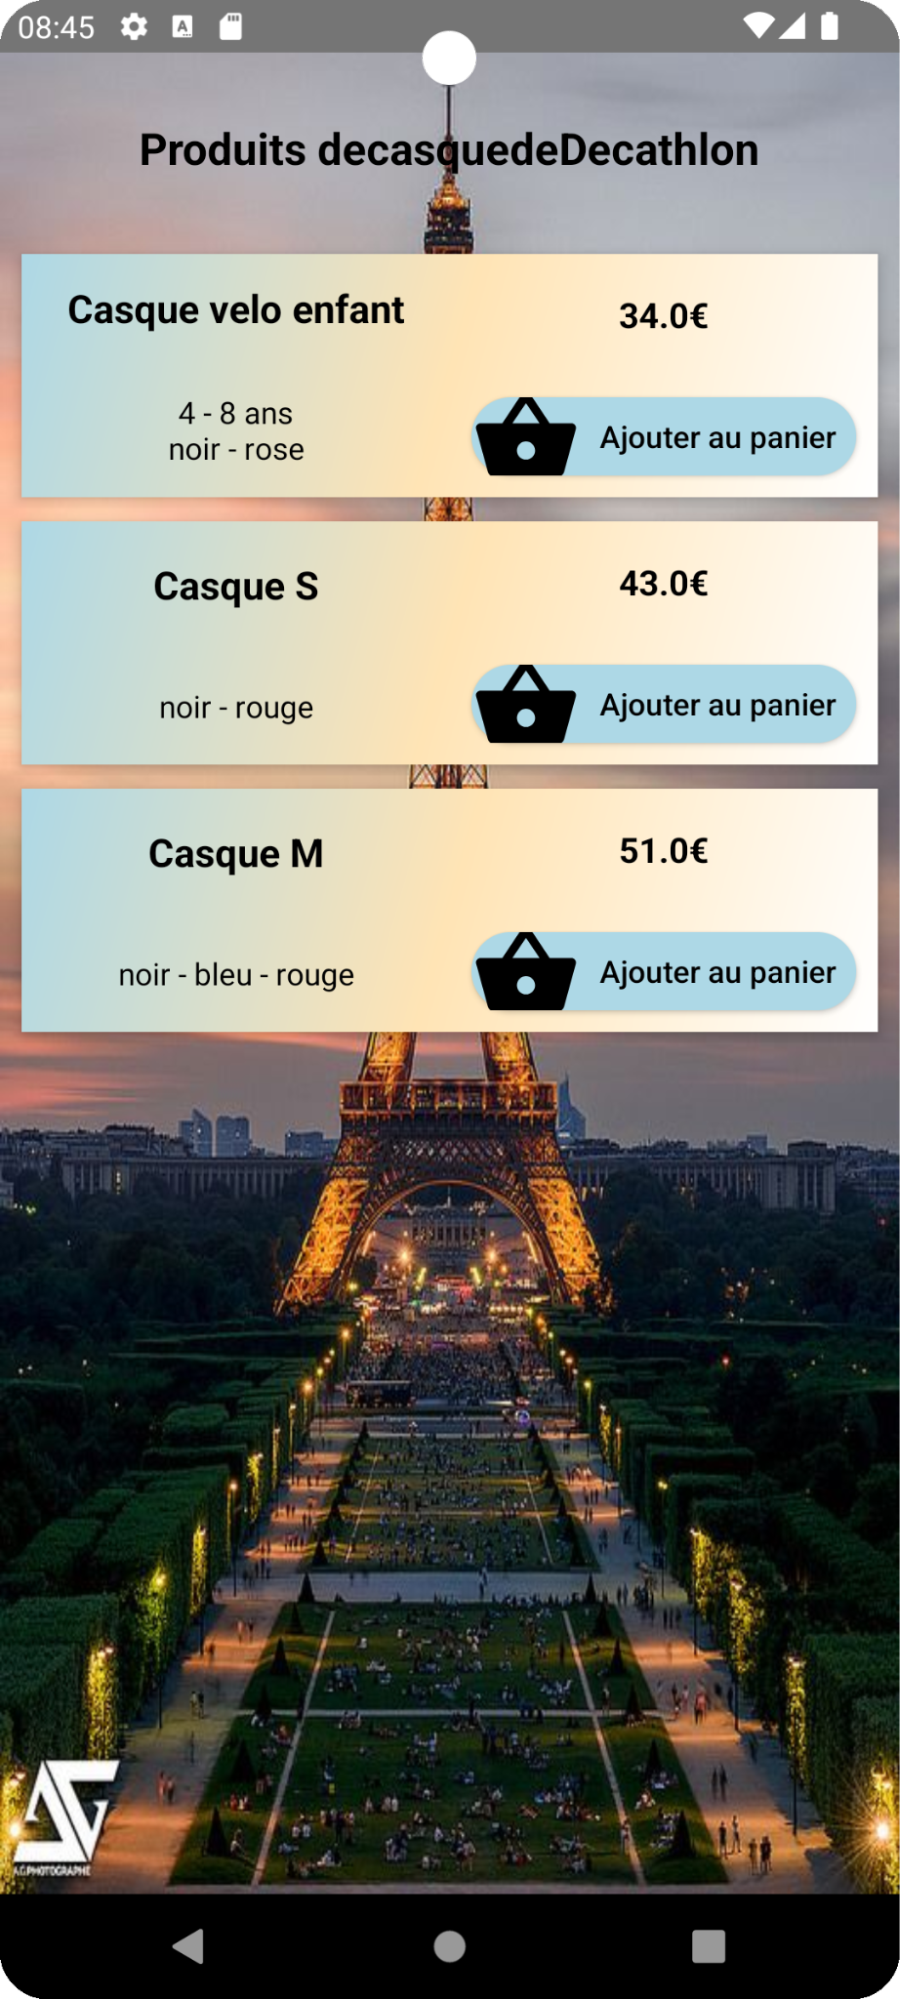 08:45
Produits decasquedeDecathlon
Casque velo enfant
34.0€
4 - 8 ans
noir - rose
Ajouter au panier
Casque S
43.0€
noir - rouge
Ajouter au panier
Casque M
51.0€
noir - bleu - rouge
Ajouter au panier
AG
A.G PHOTOGRAPHE